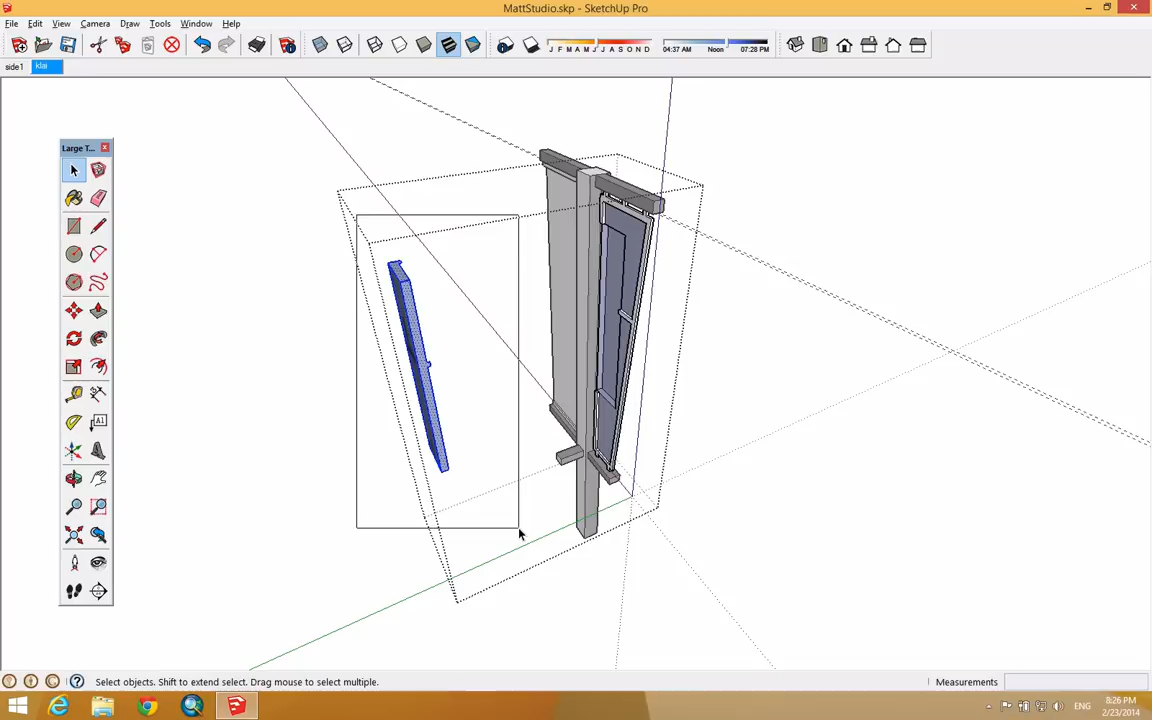 MattStudio.skp - SketchUp Pro
File Edit View Camera Draw Tools Window Help
J F M A M J J A S O N D 04:37 AM Noon 07:28 PM
side1 klai
Large T...
A1
Select objects. Shift to extend select. Drag mouse to select multiple. Measurements
ENG 8:26 PM
2/23/2014